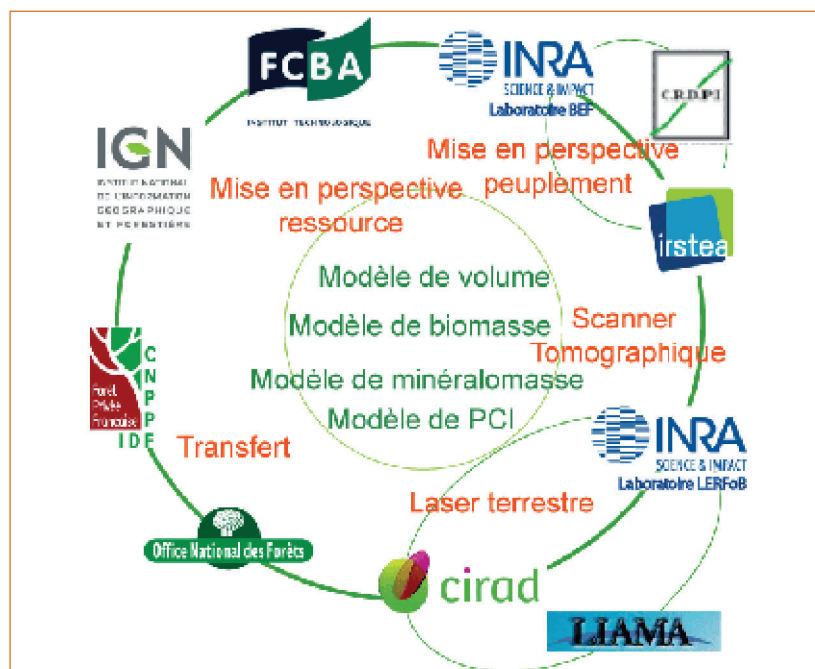 FCBA
INSTITUT TECHNOLOGIQUE
INRA
SCIENCE & IMPACT
Laboratoire BEF
C.R.D.P.I
IGN
INSTITUT NATIONAL
DE L'INFORMATION
GÉOGRAPHIQUE
ET FORESTIÈRE
Mise en perspective
peuplement
Mise en perspective
ressource
irstea
Modèle de volume
Modèle de biomasse
Modèle de minéralomasse
Modèle de PCI
Scanner
Tomographique
Forêt
Privée
Française
CNPPF
IDF
Transfert
INRA
SCIENCE & IMPACT
Laboratoire LERFoB
Laser terrestre
Office National des Forêts
cirad
LIAMA